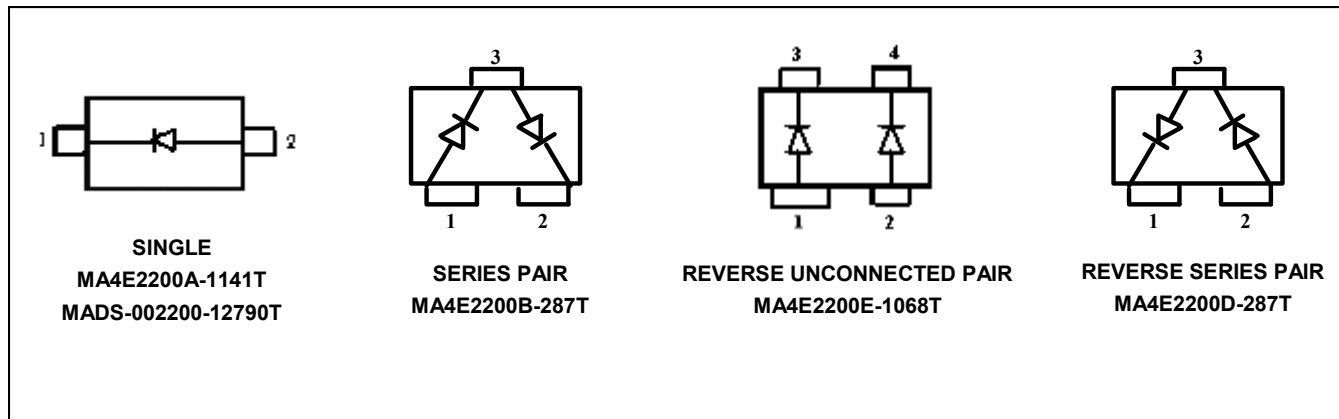 3
3
4
3
1
2
1
2
1
2
1
2
SINGLE
MA4E2200A-1141T
MADS-002200-12790T
SERIES PAIR
MA4E2200B-287T
REVERSE UNCONNECTED PAIR
MA4E2200E-1068T
REVERSE SERIES PAIR
MA4E2200D-287T